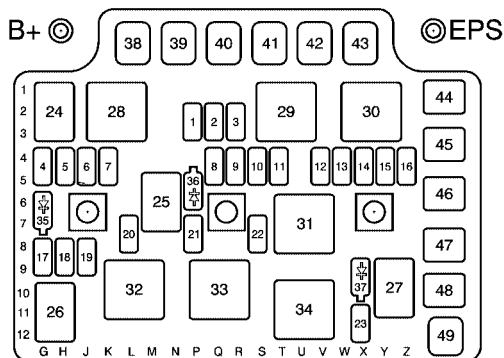 B+ EPS
38 39 40 41 42 43
1 2 3 24 28 1 2 3 29 30 44
4 5 4 5 6 7 8 9 10 11 12 13 14 15 16 45
6 7 35 25 36 31 46
20 21 22
8 9 17 18 19 47
32 33 37 27
10 11 12 26 34 23 48
49
G H J K L M N P Q R S T U V W X Y Z